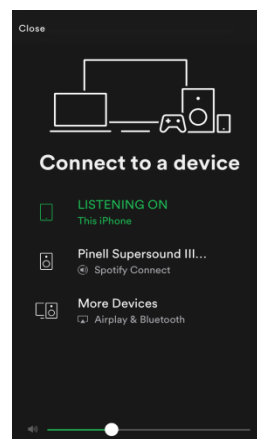 Close
Connect to a device
LISTENING ON
This iPhone
Pinell Supersound III...
Spotify Connect
More Devices
Airplay & Bluetooth